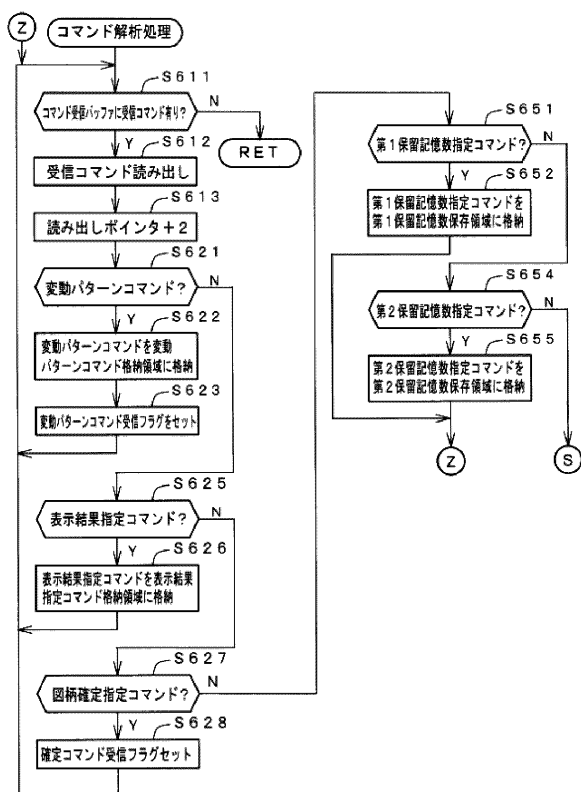 Z
コマンド解析処理
S611
コマンド受信バッファに受信コマンド有り?
N
Y
RET
S612
受信コマンド読み出し
S613
読み出しポインタ+2
S621
変動パターンコマンド?
N
Y
S622
変動パターンコマンドを変動
パターンコマンド格納領域に格納
S623
変動パターンコマンド受信フラグをセット
S625
表示結果指定コマンド?
N
Y
S626
表示結果指定コマンドを表示結果
指定コマンド格納領域に格納
S627
図柄確定指定コマンド?
N
Y
S628
確定コマンド受信フラグセット
S651
第1保留記憶数指定コマンド?
N
Y
S652
第1保留記憶数指定コマンドを
第1保留記憶数保存領域に格納
S654
第2保留記憶数指定コマンド?
N
Y
S655
第2保留記憶数指定コマンドを
第2保留記憶数保存領域に格納
Z
S